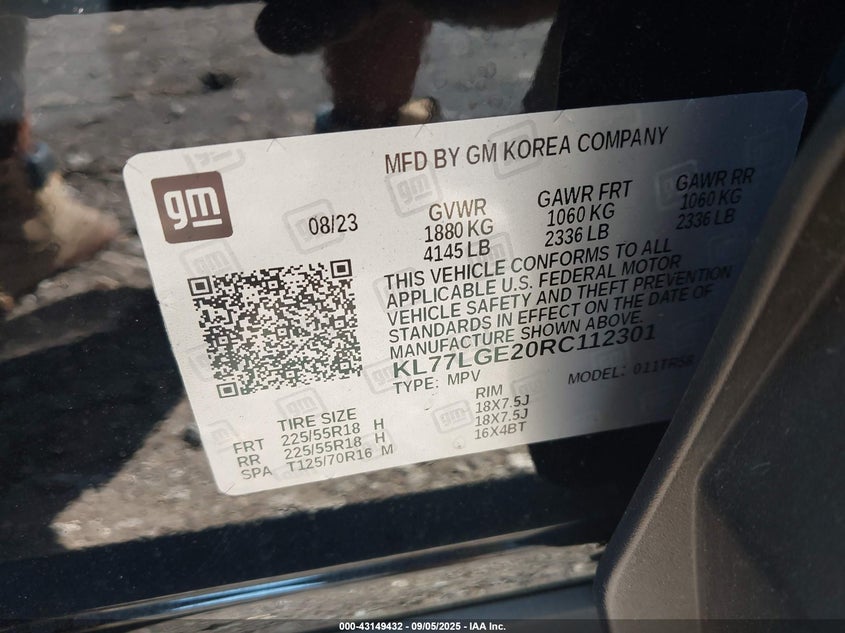 MFD BY GM KOREA COMPANY
gm
08/23
GVWR GAWR FRT GAWR RR
1880 KG 1060 KG 1060 KG
4145 LB 2336 LB 2336 LB
THIS VEHICLE CONFORMS TO ALL
APPLICABLE U.S. FEDERAL MOTOR
VEHICLE SAFETY AND THEFT PREVENTION
STANDARDS IN EFFECT ON THE DATE OF
MANUFACTURE SHOWN ABOVE.
KL77LGE20RC112301
TYPE: MPV MODEL: 011TR58
TIRE SIZE RIM
FRT 225/55R18 H 18X7.5J
RR 225/55R18 H 18X7.5J
SPA T125/70R16 M 16X4BT
000-43149432 - 09/05/2025 - IAA Inc.